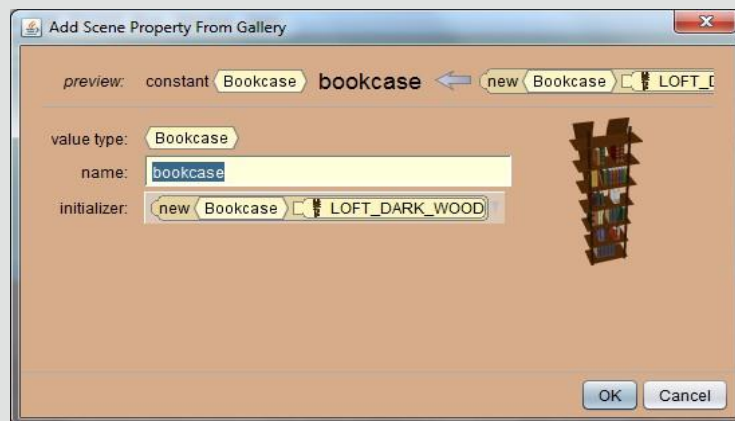 Add Scene Property From Gallery
preview: constant Bookcase bookcase new Bookcase LOFT_D
value type: Bookcase
name: bookcase
initializer: new Bookcase LOFT_DARK_WOOD
OK Cancel